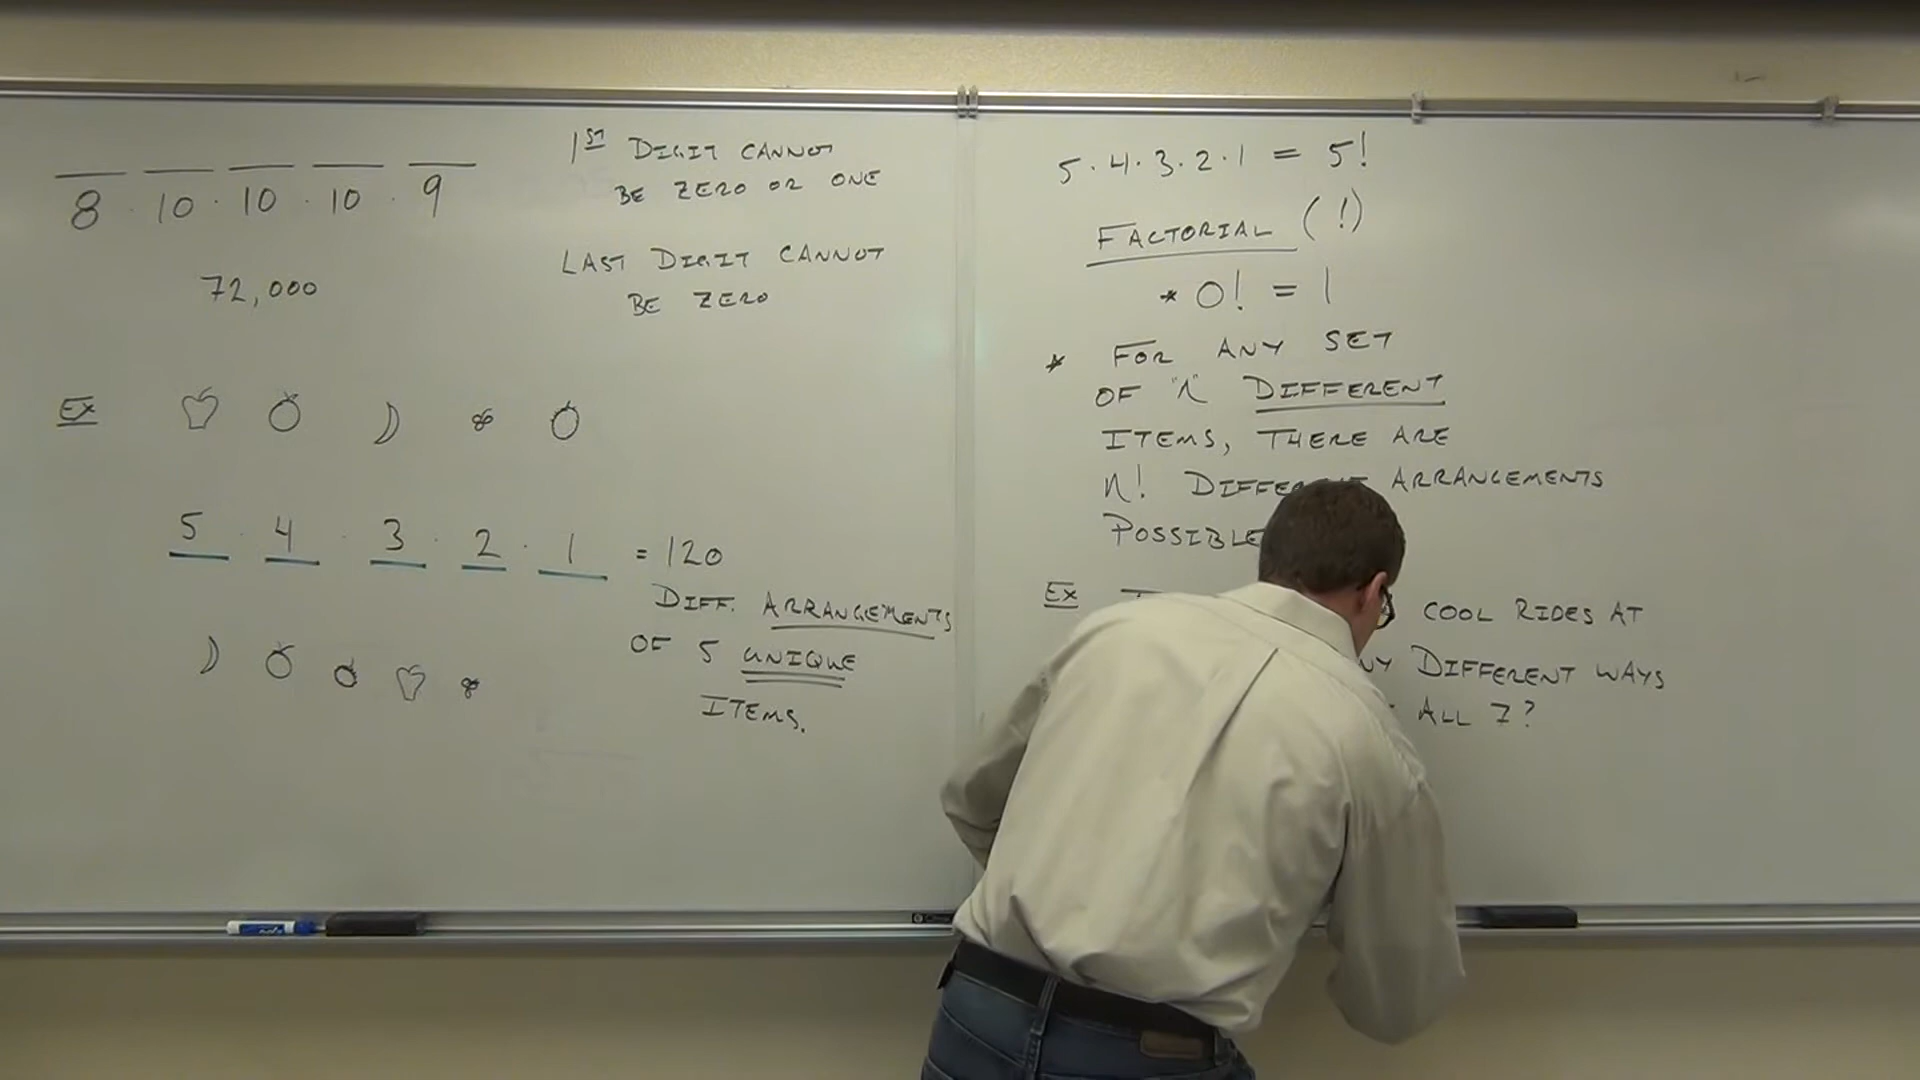 8 · 10 · 10 · 10 · 9
72,000
1ST DIGIT CANNOT
BE ZERO OR ONE
LAST DIGIT CANNOT
BE ZERO
EX
5 · 4 · 3 · 2 · 1 = 120
DIFF. ARRANGEMENTS
OF 5 UNIQUE
ITEMS.
5 · 4 · 3 · 2 · 1 = 5!
FACTORIAL (!)
* 0! = 1
* FOR ANY SET
OF "n" DIFFERENT
ITEMS, THERE ARE
n! DIFFERENT ARRANGEMENTS
POSSIBLE
EX COOL RIDES AT
DIFFERENT WAYS
ALL 7?